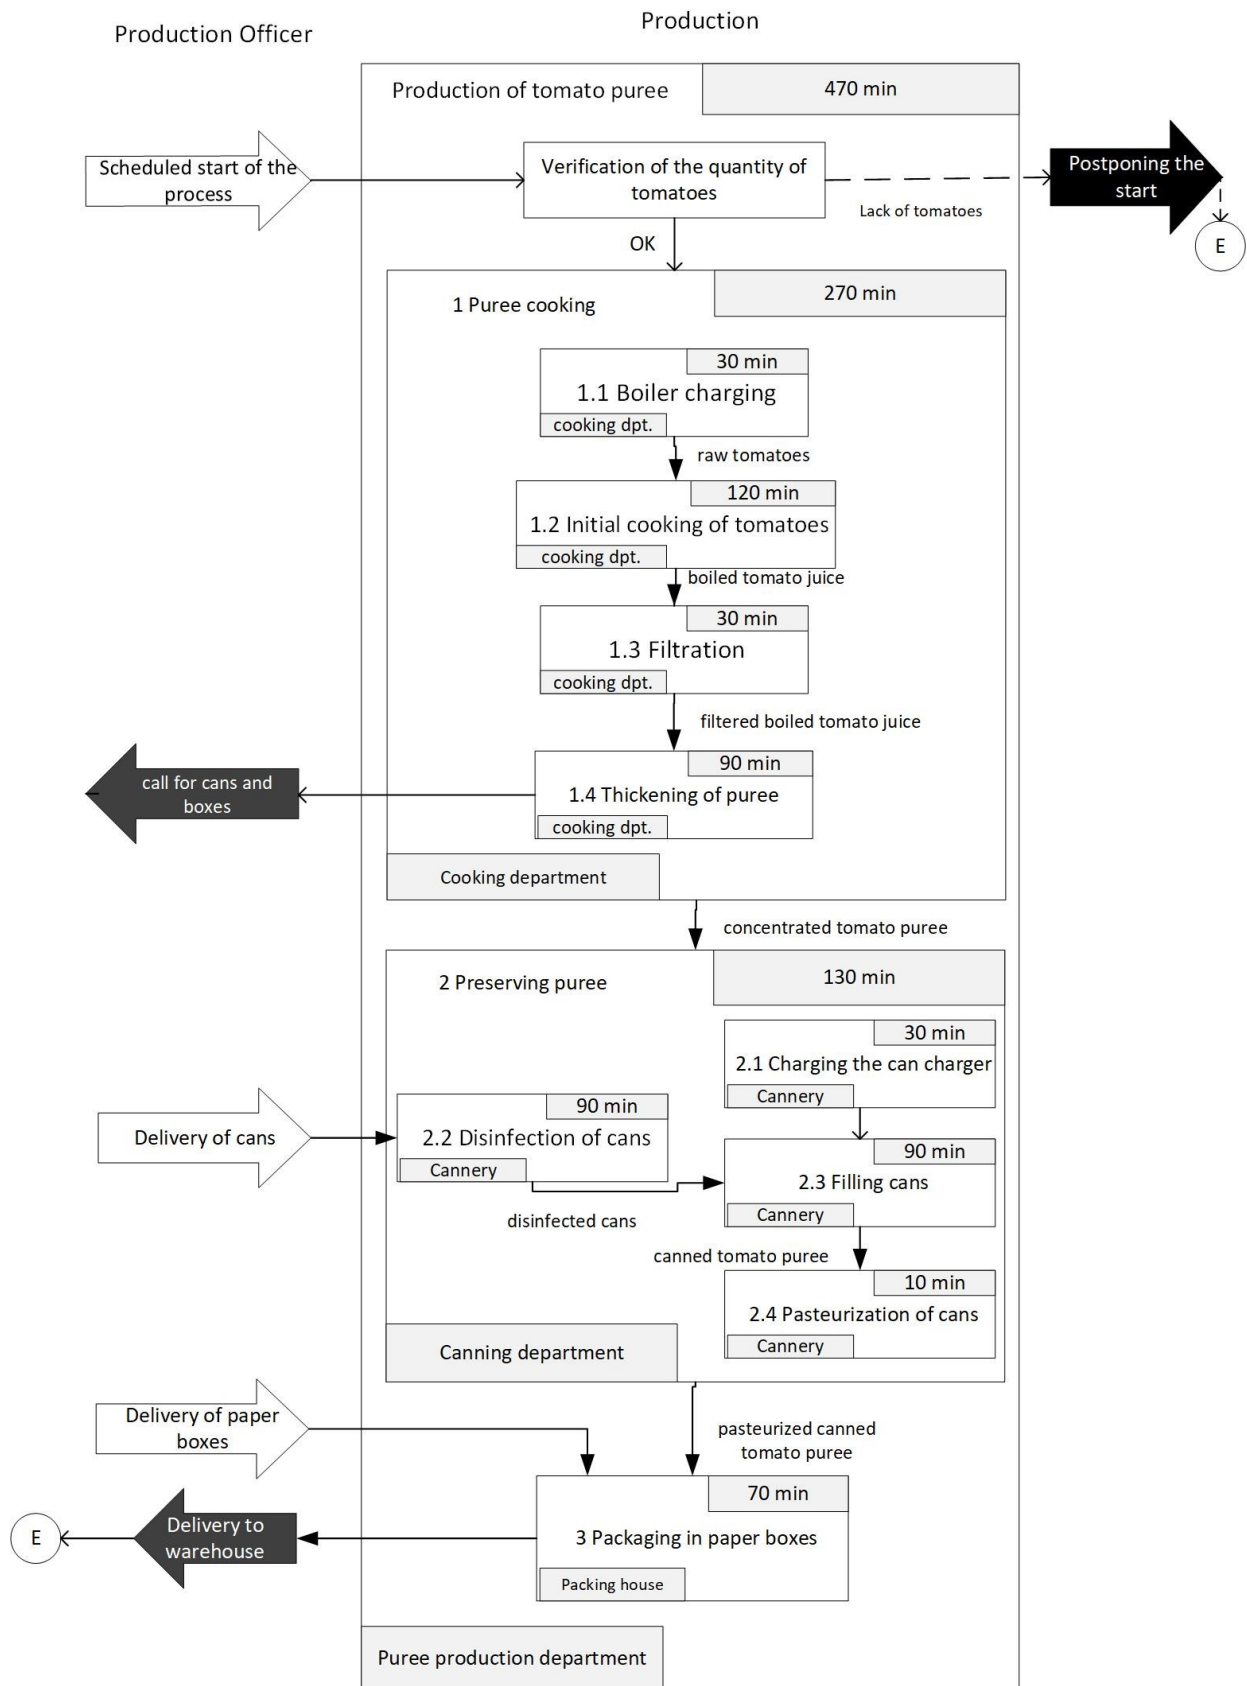 Production Officer
Production
Production of tomato puree
470 min
Scheduled start of the
process
Verification of the quantity of
tomatoes
Lack of tomatoes
Postponing the
start
E
OK
1 Puree cooking
270 min
30 min
1.1 Boiler charging
cooking dpt.
raw tomatoes
120 min
1.2 Initial cooking of tomatoes
cooking dpt.
boiled tomato juice
30 min
1.3 Filtration
cooking dpt.
filtered boiled tomato juice
90 min
1.4 Thickening of puree
cooking dpt.
call for cans and
boxes
Cooking department
concentrated tomato puree
2 Preserving puree
130 min
30 min
2.1 Charging the can charger
Cannery
Delivery of cans
90 min
2.2 Disinfection of cans
Cannery
disinfected cans
90 min
2.3 Filling cans
Cannery
canned tomato puree
10 min
2.4 Pasteurization of cans
Cannery
Canning department
Delivery of paper
boxes
pasteurized canned
tomato puree
70 min
3 Packaging in paper boxes
Packing house
Delivery to
warehouse
E
Puree production department